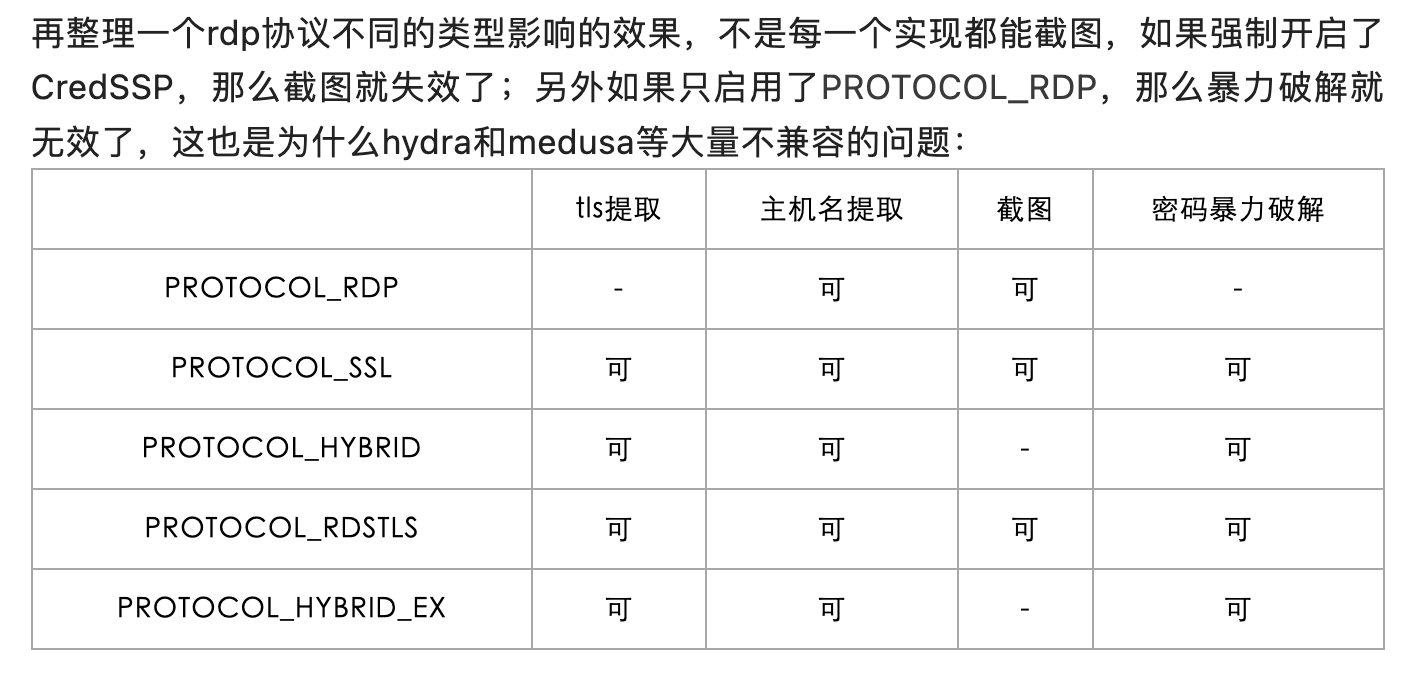 再整理一个rdp协议不同的类型影响的效果，不是每一个实现都能截图，如果强制开启了
CredSSP，那么截图就失效了；另外如果只启用了PROTOCOL_RDP，那么暴力破解就
无效了，这也是为什么hydra和medusa等大量不兼容的问题：
tls提取 主机名提取 截图 密码暴力破解
PROTOCOL_RDP - 可 可 -
PROTOCOL_SSL 可 可 可 可
PROTOCOL_HYBRID 可 可 - 可
PROTOCOL_RDSTLS 可 可 可 可
PROTOCOL_HYBRID_EX 可 可 - 可